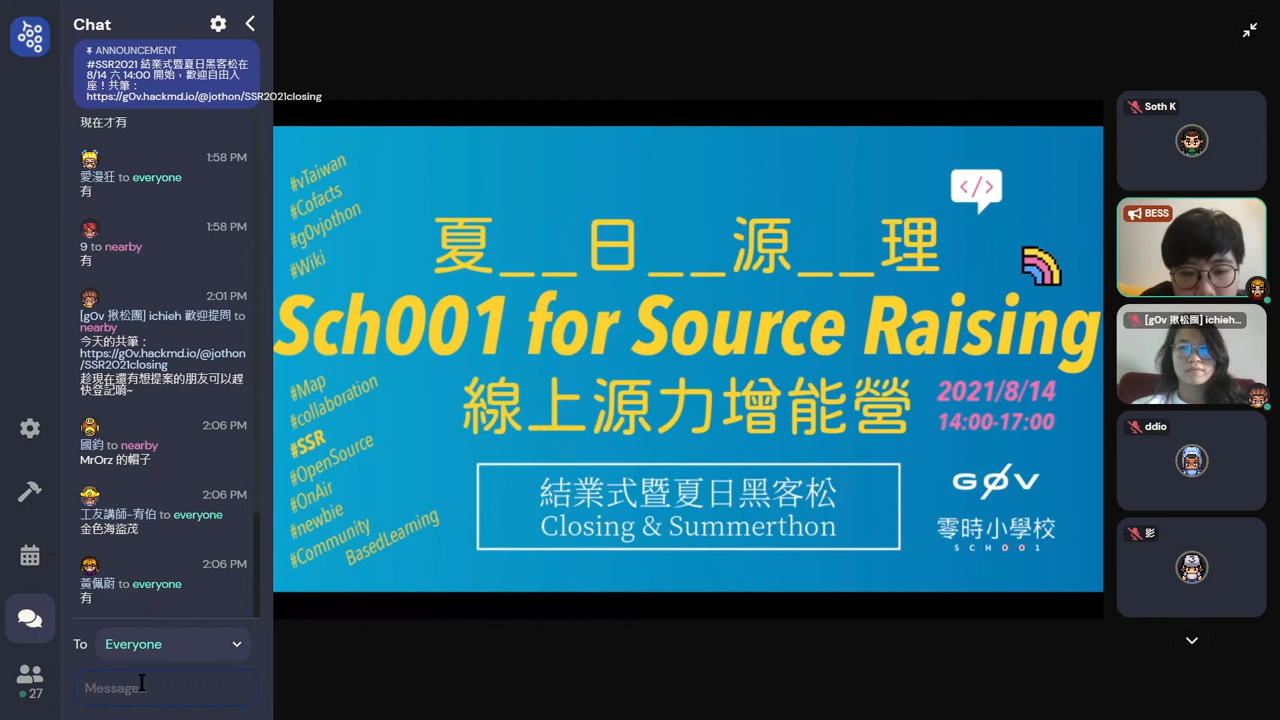 Chat
ANNOUNCEMENT
#SSR2021 結業式暨夏日黑客松在
8/14 六 14:00 開始，歡迎自由入
座！共筆：
https://g0v.hackmd.io/@jothon/SSR2021closing
現在才有
1:58 PM
愛漫狂 to everyone
有
1:58 PM
9 to nearby
有
2:01 PM
[g0v 揪松團] ichieh 歡迎提問 to
nearby
今天的共筆：
https://g0v.hackmd.io/@jothon
/SSR2021closing
趁現在還有想提案的朋友可以趕
快登記唷~
2:06 PM
國鈞 to nearby
MrOrz 的帽子
2:06 PM
工友講師-宥伯 to everyone
金色海盜茂
2:06 PM
黃佩蔚 to everyone
有
To
Everyone
Message...
27
#vTaiwan
#Cofacts
#g0vjothon
#Wiki
</>
夏__日__源__理
Sch001 for Source Raising
線上源力增能營
2021/8/14
14:00-17:00
#Map
#collaboration
#SSR
#OpenSource
#OnAir
#newbie
#Community
BasedLearning
結業式暨夏日黑客松
Closing & Summerthon
G0V
零時小學校
SCH001
Soth K
BESS
[g0v 揪松團] ichieh...
ddio
影